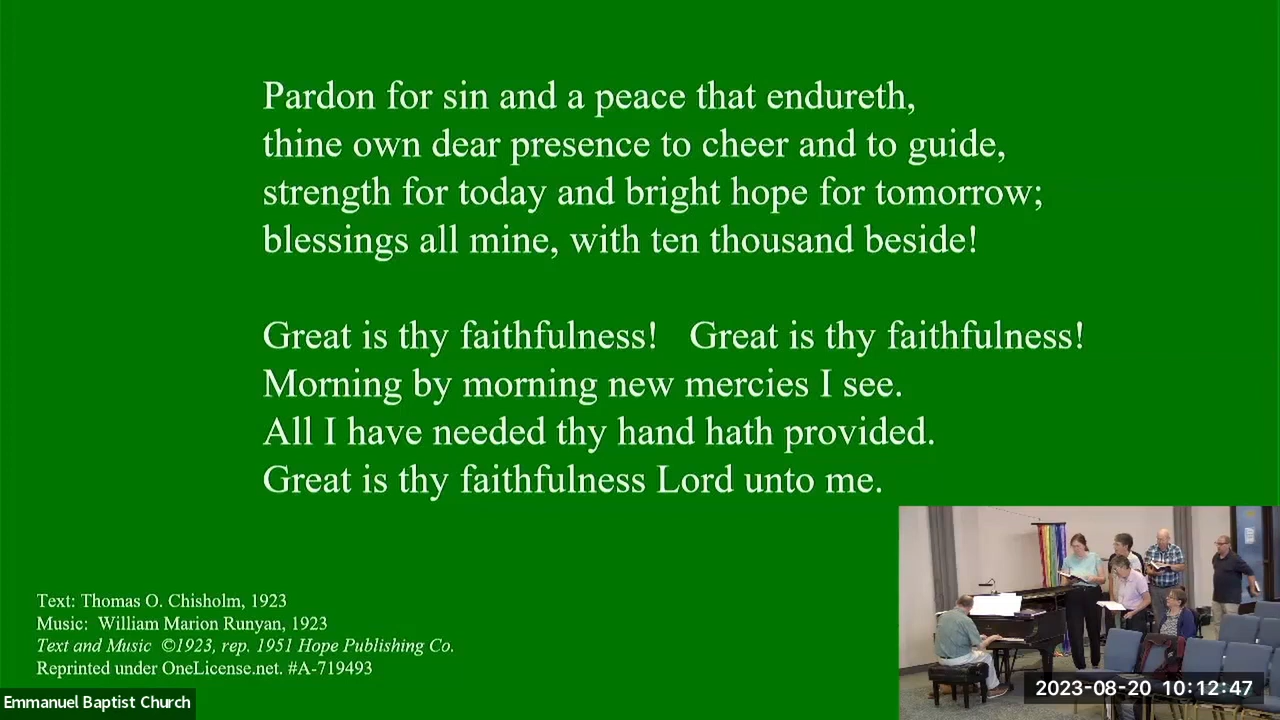 Pardon for sin and a peace that endureth,
thine own dear presence to cheer and to guide,
strength for today and bright hope for tomorrow;
blessings all mine, with ten thousand beside!
Great is thy faithfulness!   Great is thy faithfulness!
Morning by morning new mercies I see.
All I have needed thy hand hath provided.
Great is thy faithfulness Lord unto me.
Text: Thomas O. Chisholm, 1923
Music:  William Marion Runyan, 1923
Text and Music  ©1923, rep. 1951 Hope Publishing Co.
Reprinted under OneLicense.net. #A-719493
Emmanuel Baptist Church
2023-08-20 10:12:47